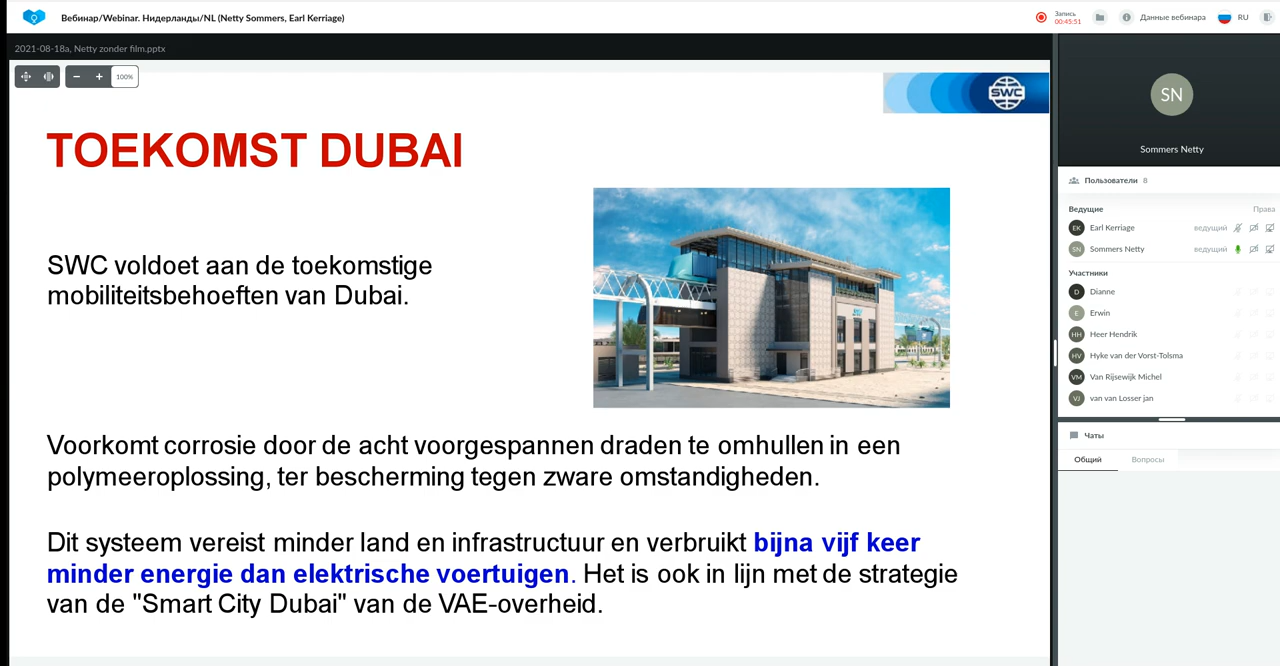 Вебинар/Webinar. Нидерланды/NL (Netty Sommers, Earl Kerriage)
Запись
00:45:51
Данные вебинара
RU
2021-08-18a, Netty zonder film.pptx
100%
SWC
TOEKOMST DUBAI
SWC voldoet aan de toekomstige
mobiliteitsbehoeften van Dubai.
Voorkomt corrosie door de acht voorgespannen draden te omhullen in een
polymeeroplossing, ter bescherming tegen zware omstandigheden.
Dit systeem vereist minder land en infrastructuur en verbruikt bijna vijf keer
minder energie dan elektrische voertuigen. Het is ook in lijn met de strategie
van de "Smart City Dubai" van de VAE-overheid.
SN
Sommers Netty
Пользователи 8
Ведущие Права
EK Earl Kerriage ведущий
SN Sommers Netty ведущий
Участники
D Dianne
E Erwin
HH Heer Hendrik
HV Hyke van der Vorst-Tolsma
VM Van Rijsewijk Michel
VJ van van Losser jan
Чаты
Общий Вопросы